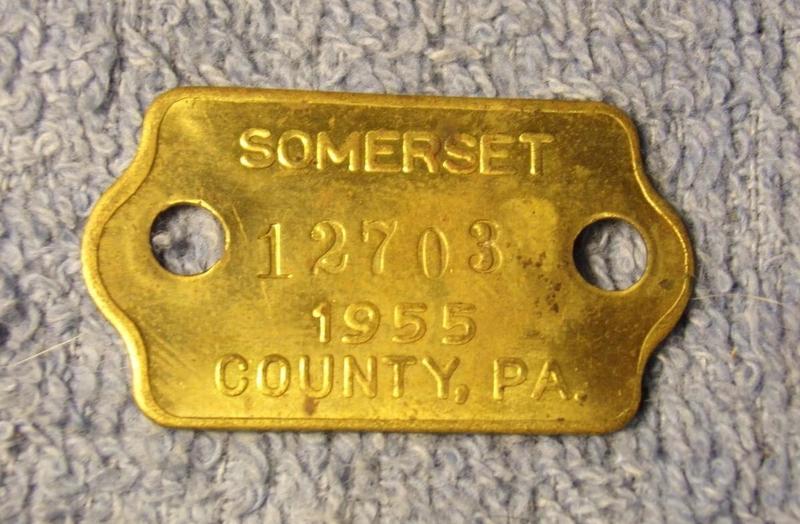 SOMERSET
12703
1955
COUNTY, PA.